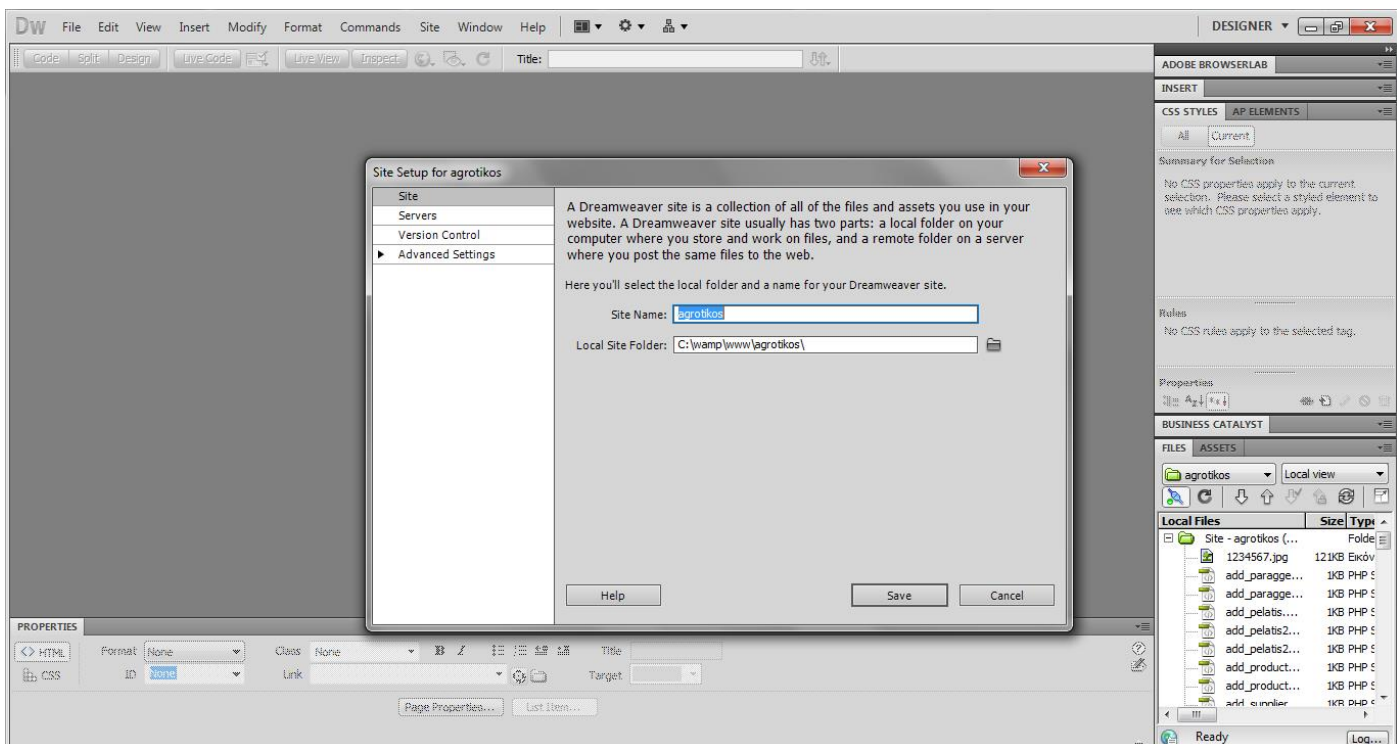 DW File Edit View Insert Modify Format Commands Site Window Help DESIGNER
Code Split Design Live Code Live View Inspect Title:
ADOBE BROWSERLAB
INSERT
CSS STYLES AP ELEMENTS
All Current
Summary for Selection
No CSS properties apply to the current
selection. Please select a styled element to
see which CSS properties apply.
Rules
No CSS rules apply to the selected tag.
Properties
BUSINESS CATALYST
FILES ASSETS
agrotikos Local view
Local Files Size Type
Site - agrotikos (... Folde
1234567.jpg 121KB Εικόν
add_paragge... 1KB PHP S
add_paragge... 1KB PHP S
add_pelatis.... 1KB PHP S
add_pelatis2... 1KB PHP S
add_pelatis2... 1KB PHP S
add_product... 1KB PHP S
add_product... 1KB PHP S
add_supplier 1KB PHP S
Ready Log...
Site Setup for agrotikos
Site
Servers
Version Control
Advanced Settings
A Dreamweaver site is a collection of all of the files and assets you use in your
website. A Dreamweaver site usually has two parts: a local folder on your
computer where you store and work on files, and a remote folder on a server
where you post the same files to the web.
Here you'll select the local folder and a name for your Dreamweaver site.
Site Name: agrotikos
Local Site Folder: C:\wamp\www\agrotikos\
Help Save Cancel
PROPERTIES
<> HTML Format None Class None B I Title
CSS ID None Link Target
Page Properties... List Item...